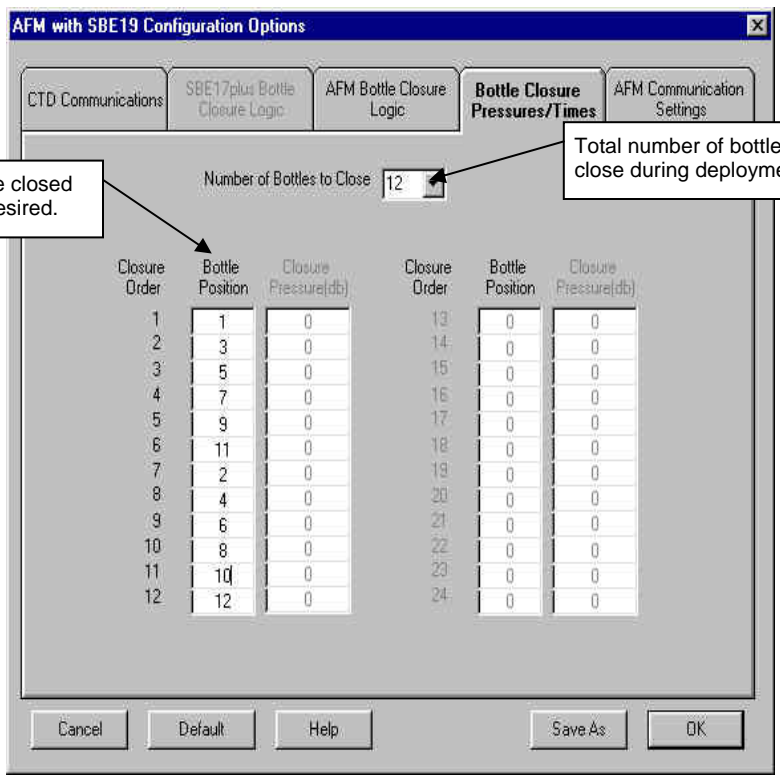 AFM with SBE19 Configuration Options
CTD Communications
SBE17plus Bottle
Closure Logic
AFM Bottle Closure
Logic
Bottle Closure
Pressures/Times
AFM Communication
Settings
Total number of bottle
close during deployme
e closed
esired.
Number of Bottles to Close 12
Closure Order Bottle Position Closure Pressure(db) Closure Order Bottle Position Closure Pressure(db)
1 1 0 13 0 0
2 3 0 14 0 0
3 5 0 15 0 0
4 7 0 16 0 0
5 9 0 17 0 0
6 11 0 18 0 0
7 2 0 19 0 0
8 4 0 20 0 0
9 6 0 21 0 0
10 8 0 22 0 0
11 10 0 23 0 0
12 12 0 24 0 0
Cancel Default Help Save As OK